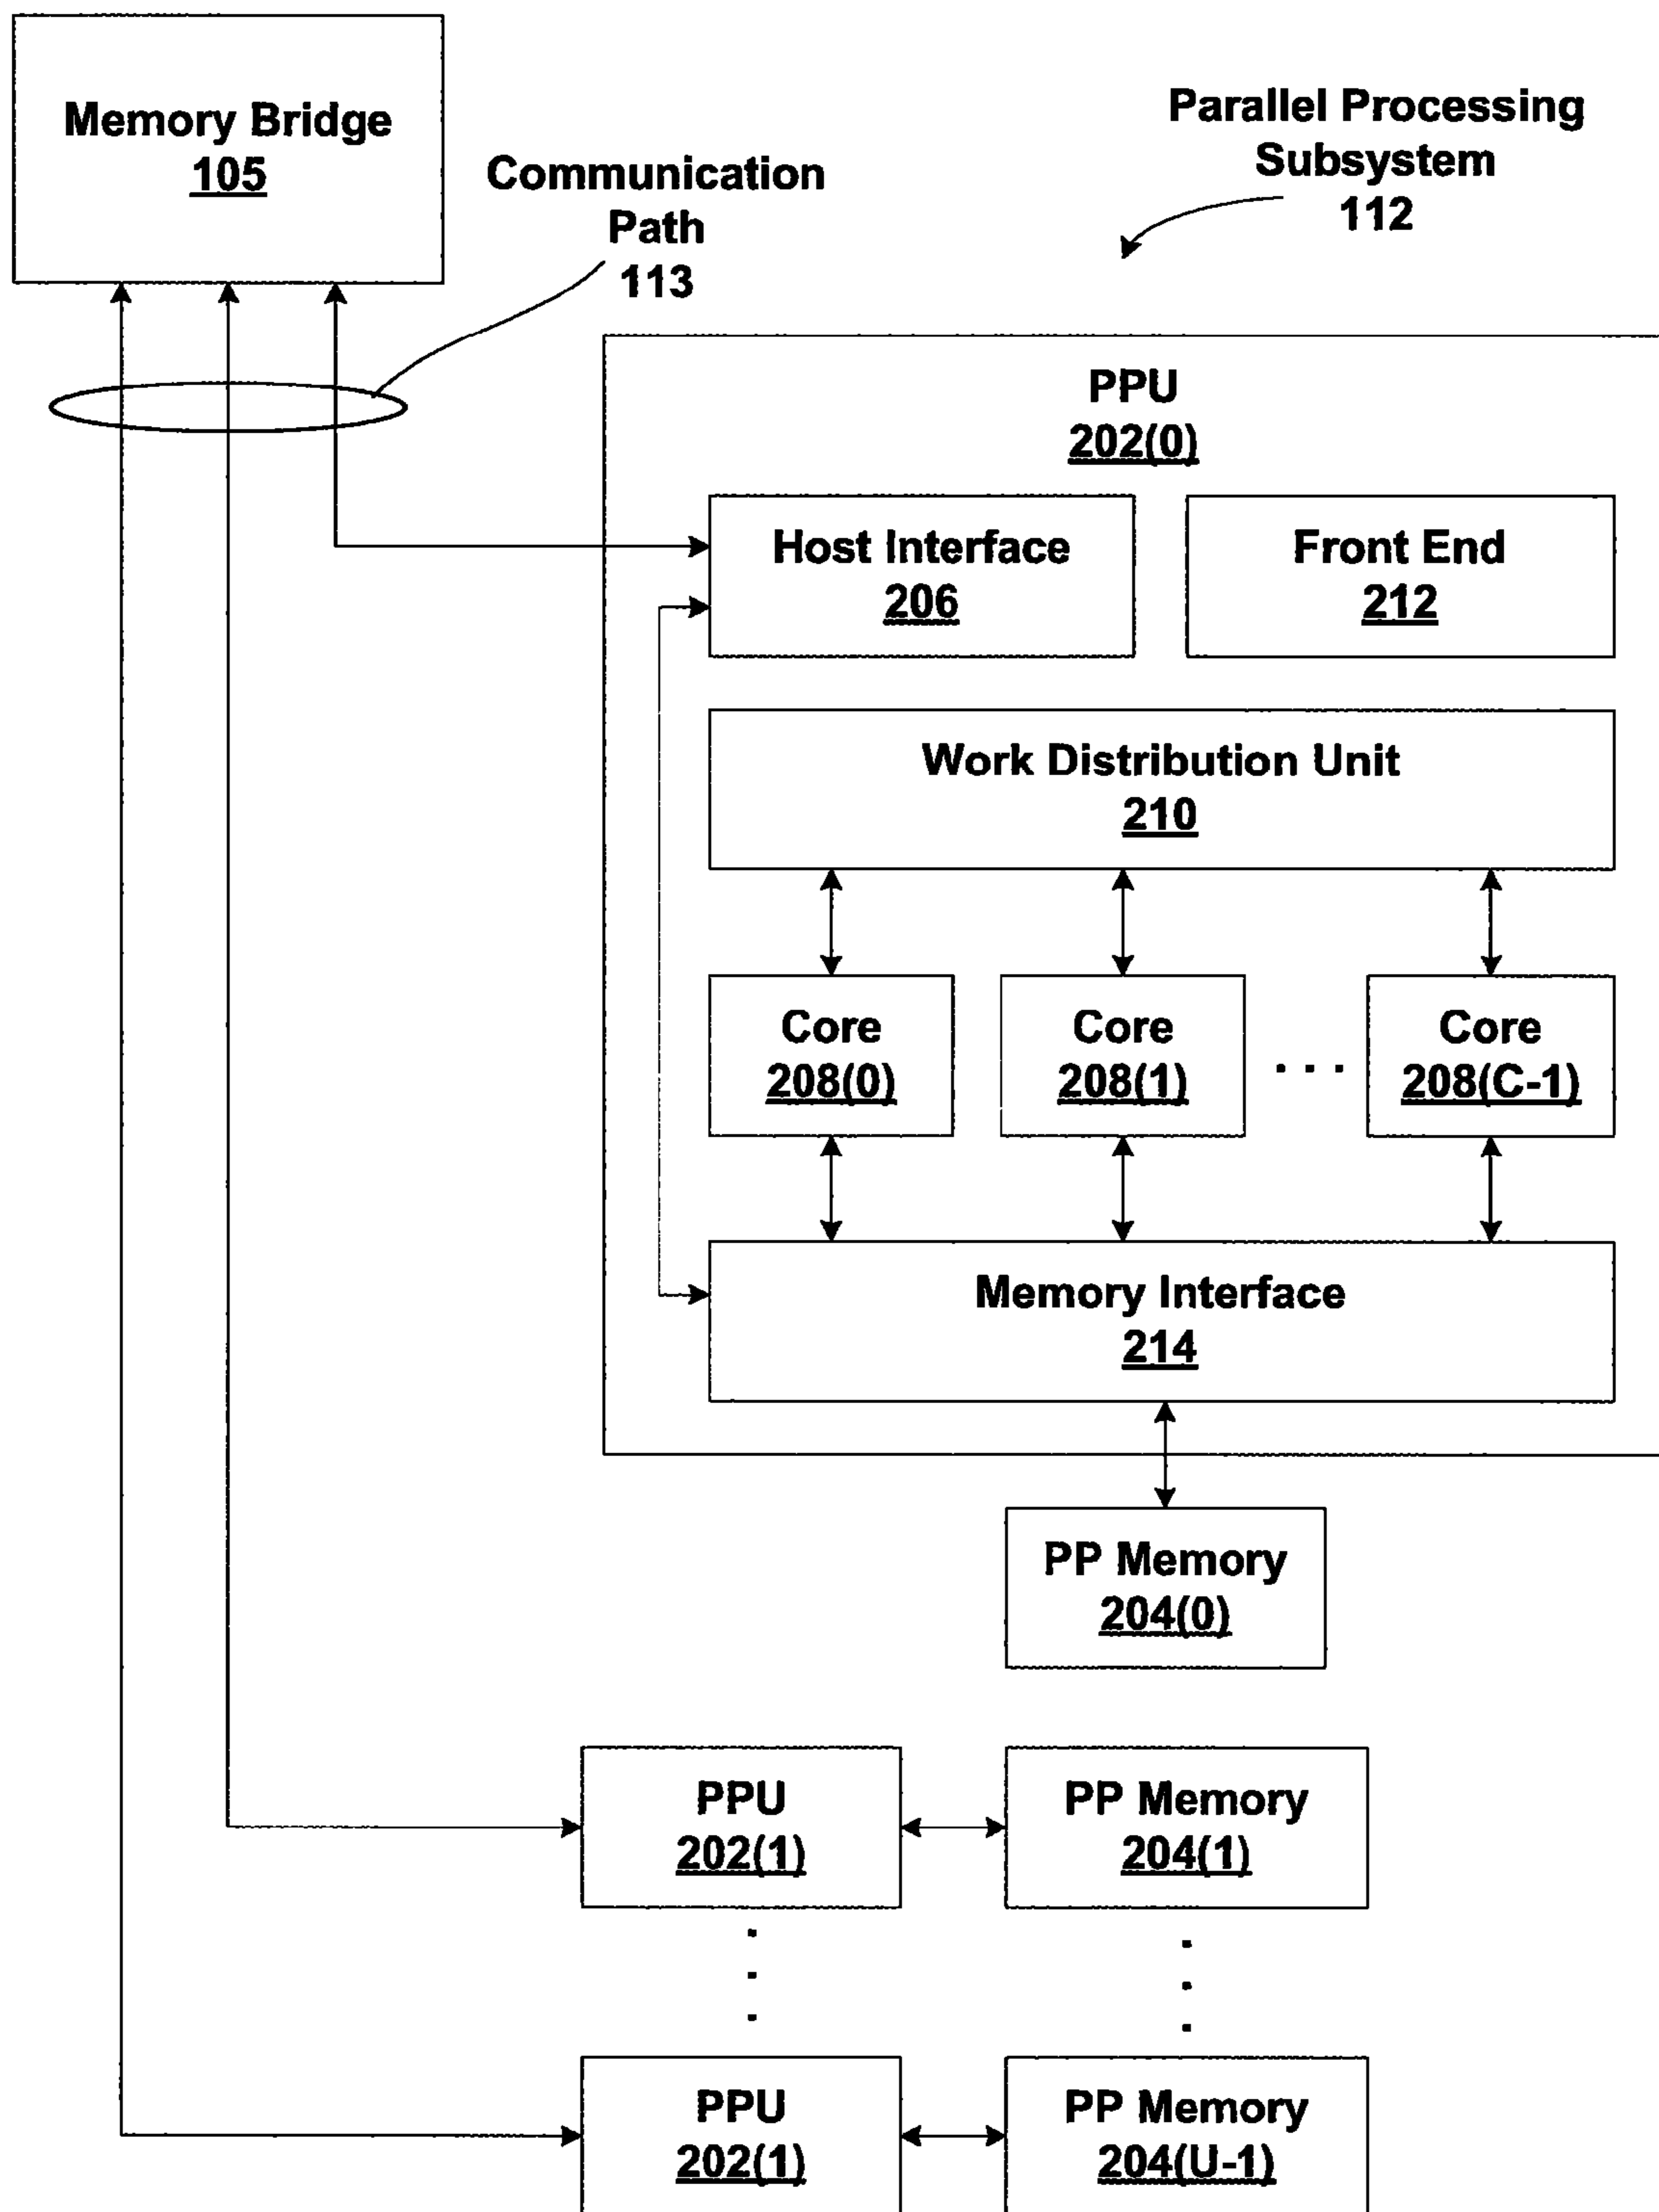 Memory Bridge
105
Communication
Path
113
Parallel Processing
Subsystem
112
PPU
202(0)
Host Interface
206
Front End
212
Work Distribution Unit
210
Core
208(0)
Core
208(1)
. . .
Core
208(C-1)
Memory Interface
214
PP Memory
204(0)
PPU
202(1)
PP Memory
204(1)
PPU
202(1)
PP Memory
204(U-1)